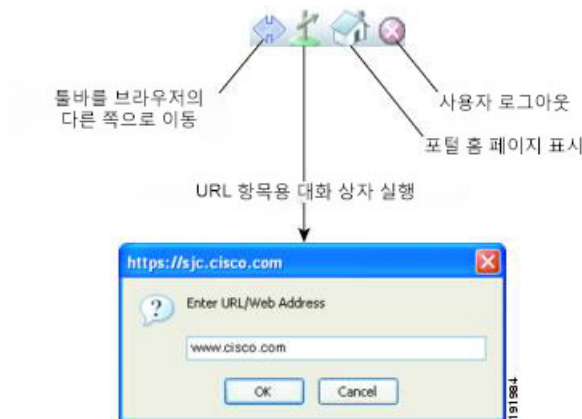 툴바를 브라우저의
다른 쪽으로 이동
사용자 로그아웃
포털 홈 페이지 표시
URL 항목용 대화 상자 실행
https://sjc.cisco.com
Enter URL/Web Address
www.cisco.com
OK
Cancel
191984